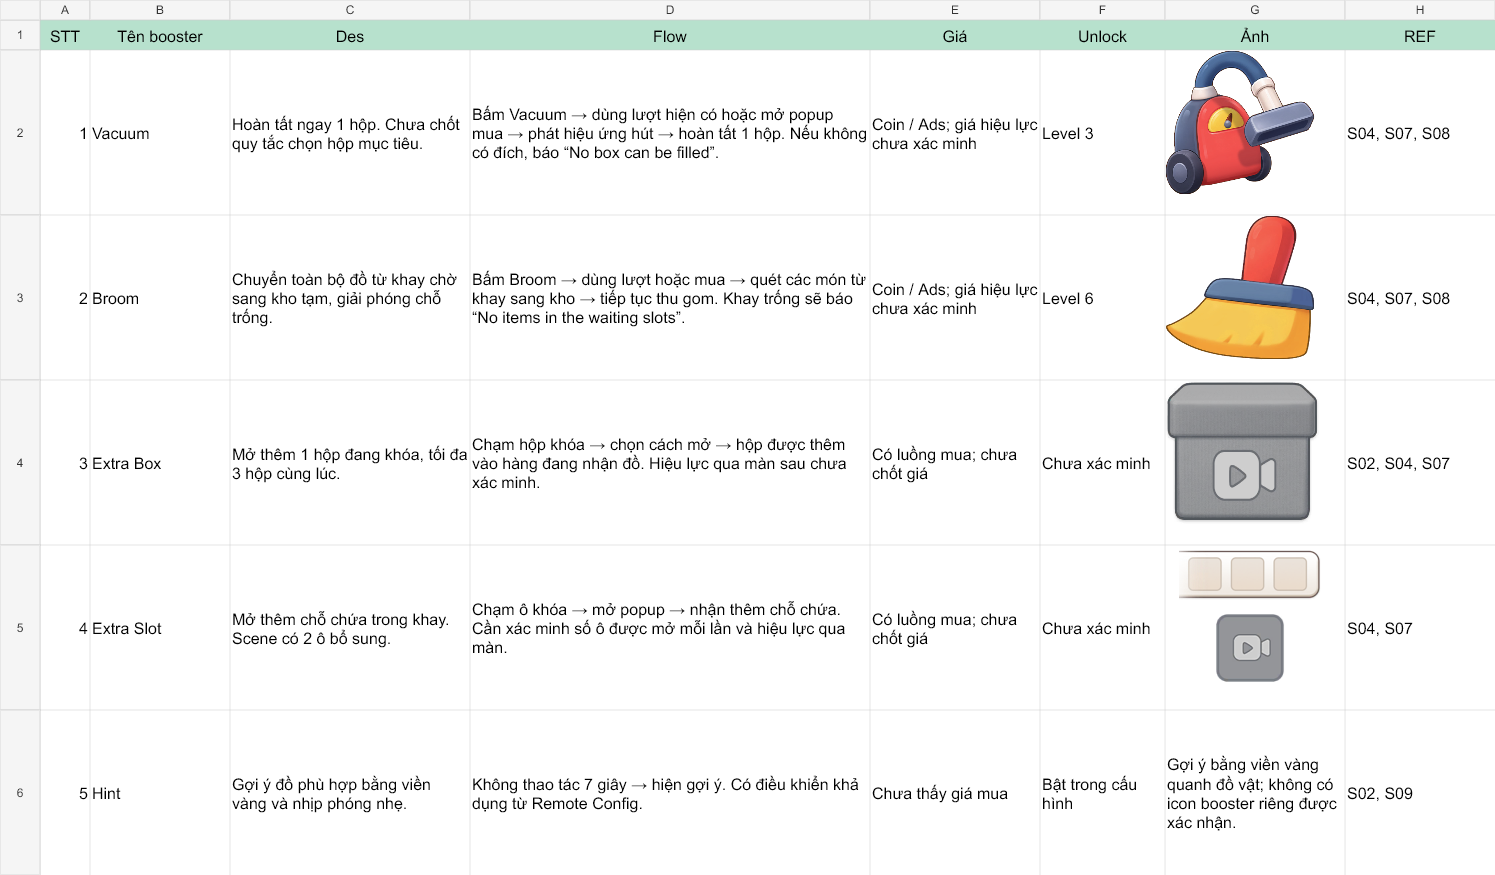 A B C D E F G H
1 STT Tên booster Des Flow Giá Unlock Ảnh REF
2 1 Vacuum
Hoàn tất ngay 1 hộp. Chưa chốt
quy tắc chọn hộp mục tiêu.
Bấm Vacuum → dùng lượt hiện có hoặc mở popup
mua → phát hiệu ứng hút → hoàn tất 1 hộp. Nếu không
có đích, báo “No box can be filled”.
Coin / Ads; giá hiệu lực
chưa xác minh
Level 3
S04, S07, S08
3 2 Broom
Chuyển toàn bộ đồ từ khay chờ
sang kho tạm, giải phóng chỗ
trống.
Bấm Broom → dùng lượt hoặc mua → quét các món từ
khay sang kho → tiếp tục thu gom. Khay trống sẽ báo
“No items in the waiting slots”.
Coin / Ads; giá hiệu lực
chưa xác minh
Level 6
S04, S07, S08
4 3 Extra Box
Mở thêm 1 hộp đang khóa, tối đa
3 hộp cùng lúc.
Chạm hộp khóa → chọn cách mở → hộp được thêm
vào hàng đang nhận đồ. Hiệu lực qua màn sau chưa
xác minh.
Có luồng mua; chưa
chốt giá
Chưa xác minh
S02, S04, S07
5 4 Extra Slot
Mở thêm chỗ chứa trong khay.
Scene có 2 ô bổ sung.
Chạm ô khóa → mở popup → nhận thêm chỗ chứa.
Cần xác minh số ô được mở mỗi lần và hiệu lực qua
màn.
Có luồng mua; chưa
chốt giá
Chưa xác minh
S04, S07
6 5 Hint
Gợi ý đồ phù hợp bằng viền
vàng và nhịp phóng nhẹ.
Không thao tác 7 giây → hiện gợi ý. Có điều khiển khả
dụng từ Remote Config.
Chưa thấy giá mua
Bật trong cấu
hình
Gợi ý bằng viền vàng
quanh đồ vật; không có
icon booster riêng được
xác nhận.
S02, S09